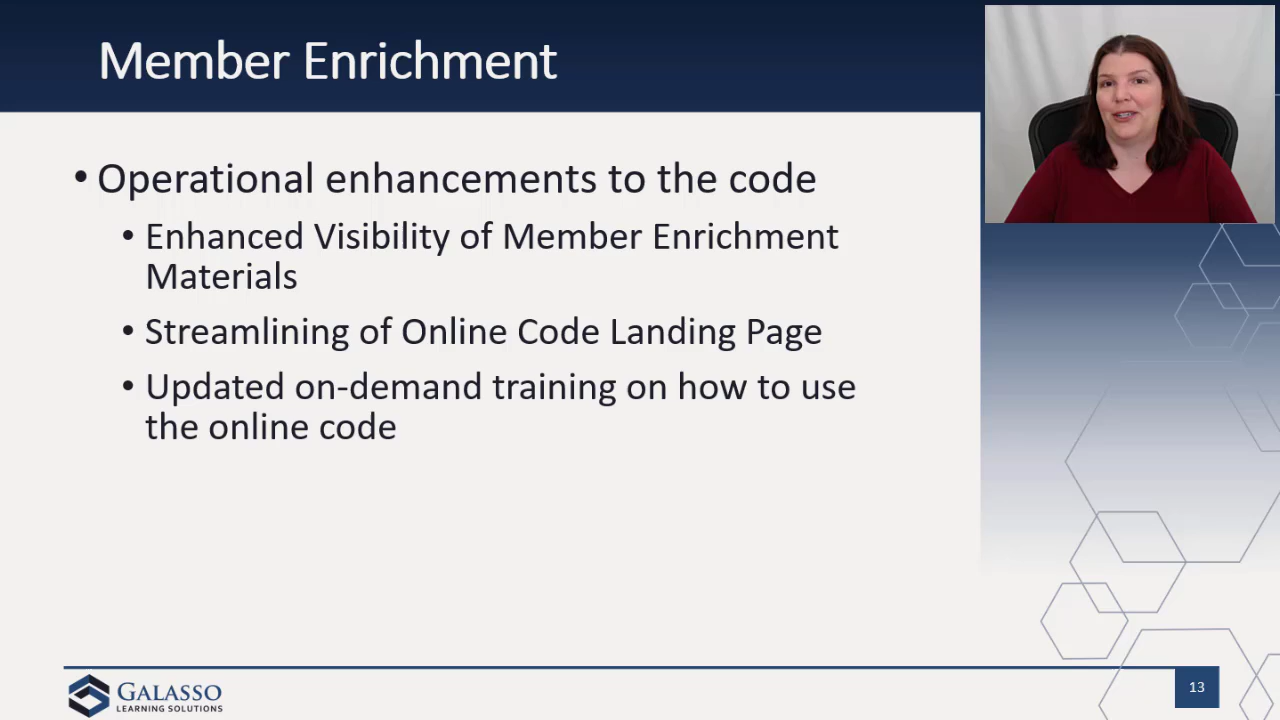 Member Enrichment
• Operational enhancements to the code
• Enhanced Visibility of Member Enrichment
Materials
• Streamlining of Online Code Landing Page
• Updated on-demand training on how to use
the online code
GALASSO
LEARNING SOLUTIONS
13